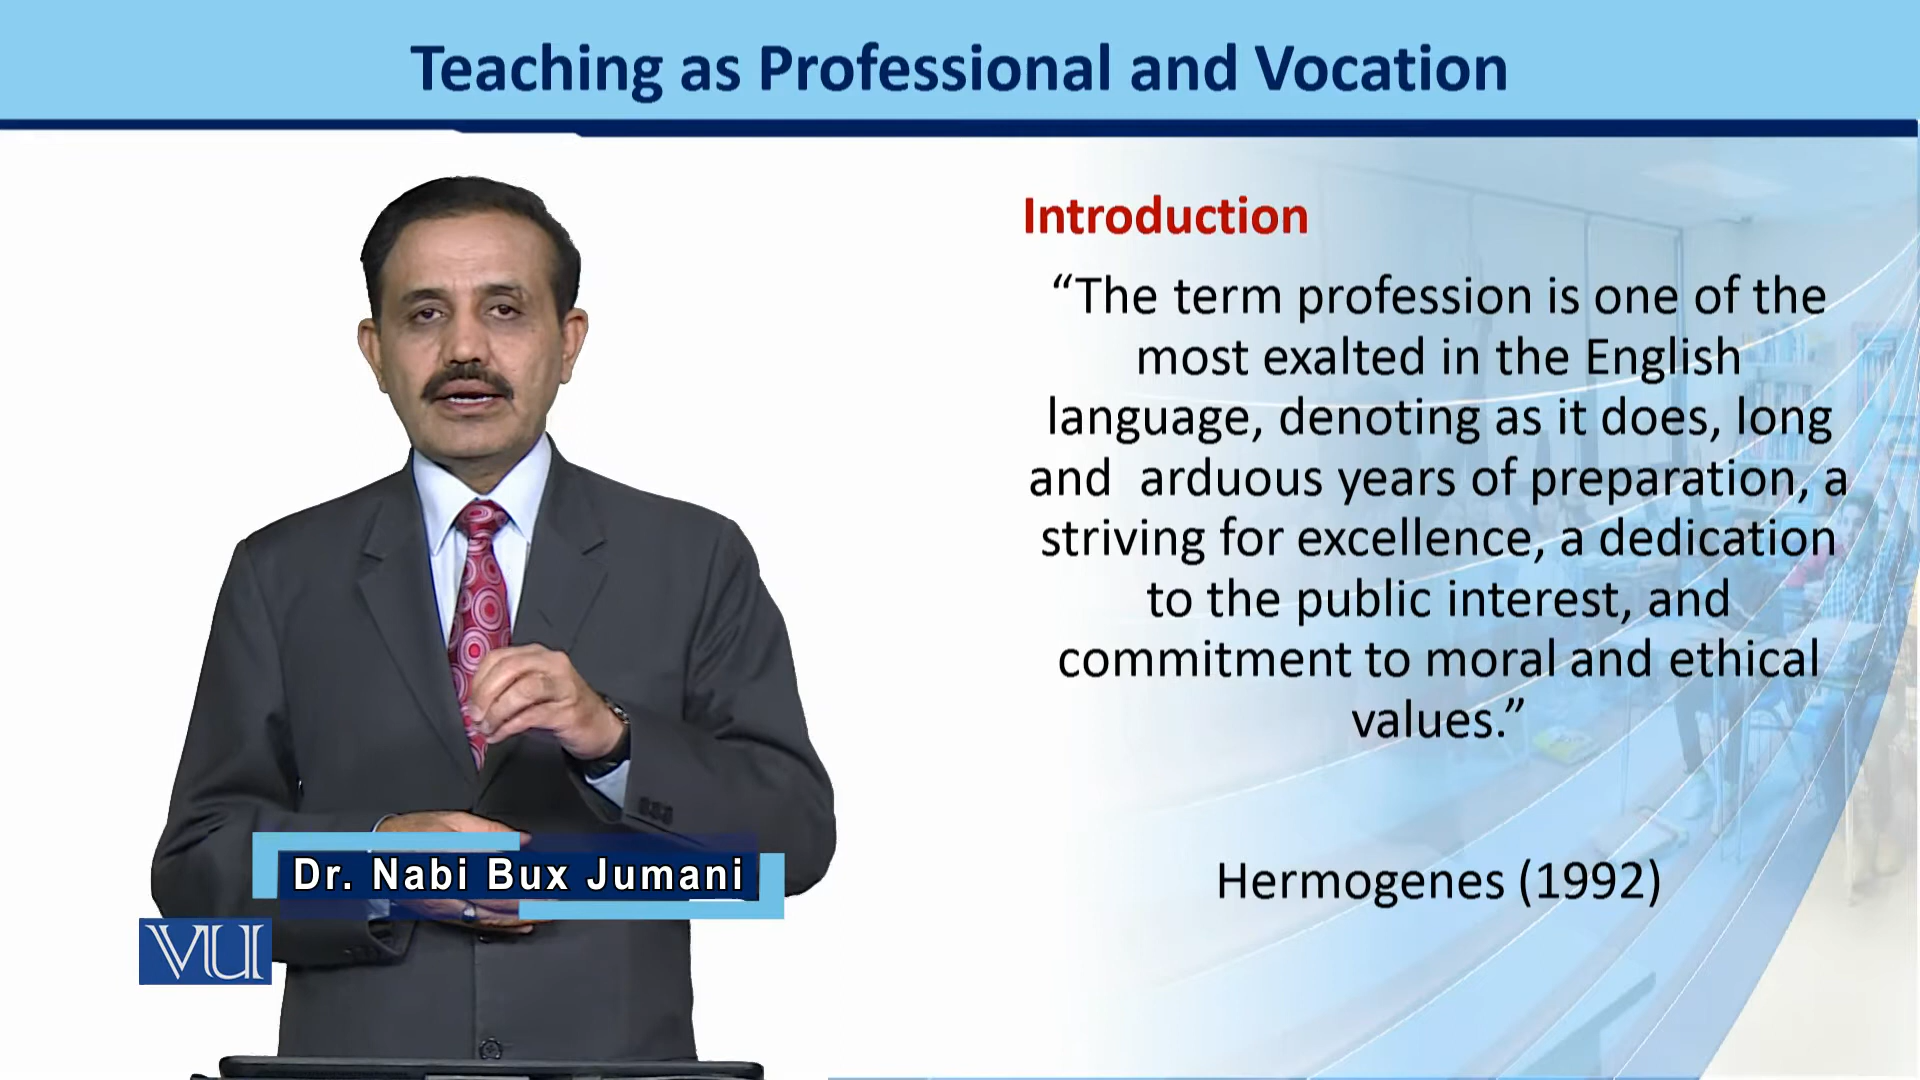 Teaching as Professional and Vocation
Introduction
“The term profession is one of the
most exalted in the English
language, denoting as it does, long
and  arduous years of preparation, a
striving for excellence, a dedication
to the public interest, and
commitment to moral and ethical
values.”
Hermogenes (1992)
Dr. Nabi Bux Jumani
VU